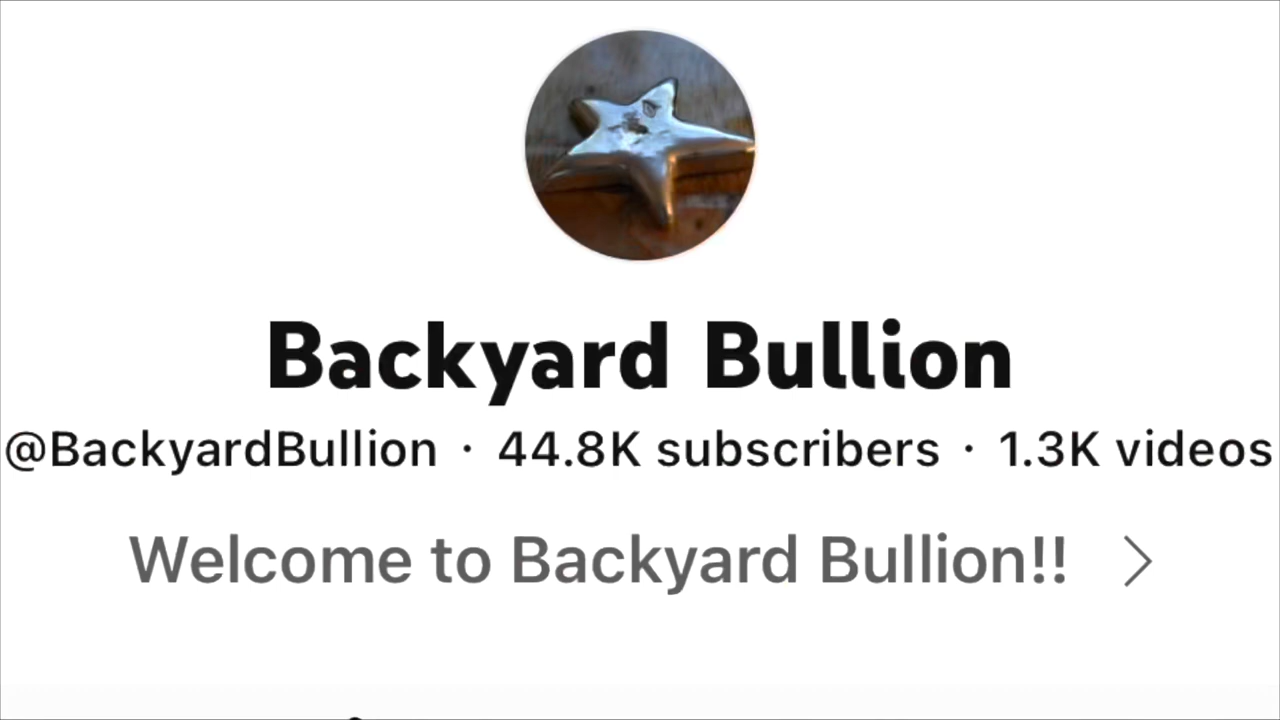 Backyard Bullion
@BackyardBullion · 44.8K subscribers · 1.3K videos
Welcome to Backyard Bullion!!